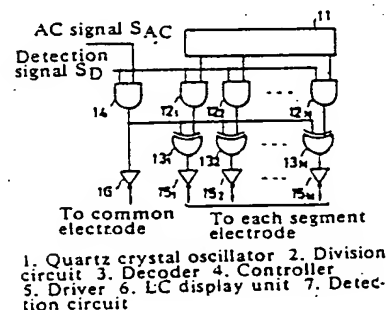 11
AC signal SAC
Detection
signal SD
14
12₁
12₂
12ₙ
13₁
13₂
13ₙ
16
15₁
15₂
15ₙ
To common
electrode
To each segment
electrode
1. Quartz crystal oscillator 2. Division
circuit 3. Decoder 4. Controller
5. Driver 6. LC display unit 7. Detec-
tion circuit